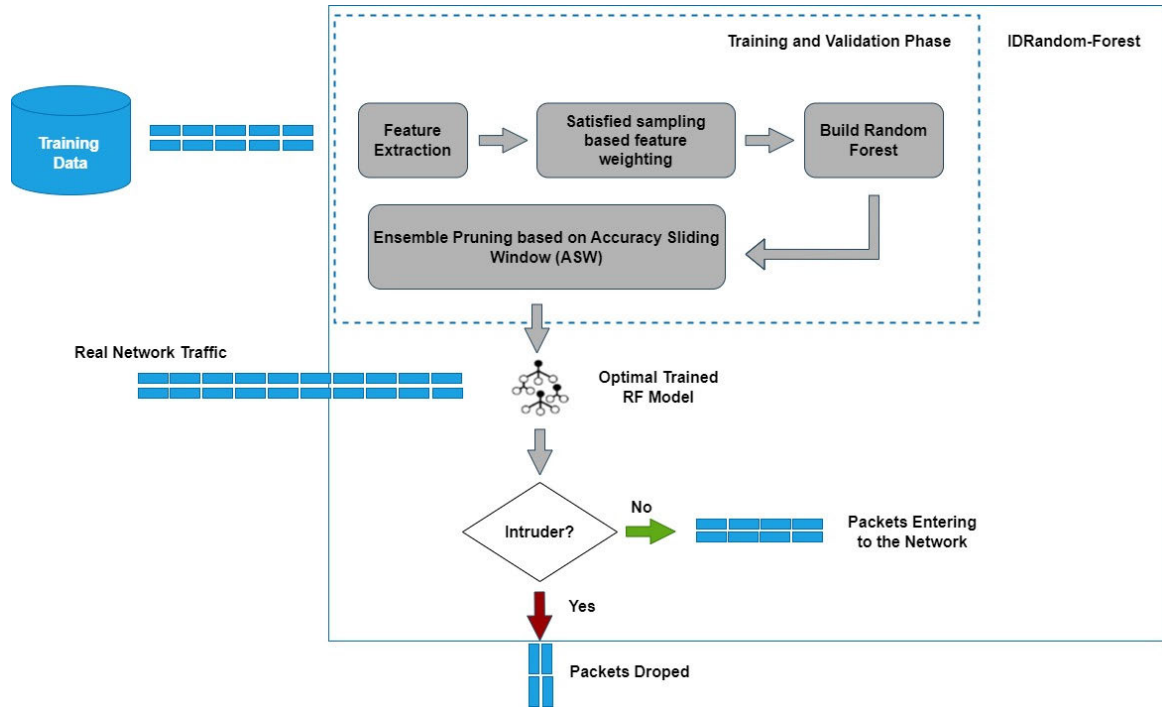 Training and Validation Phase
IDRandom-Forest
Training
Data
Feature
Extraction
Satisfied sampling
based feature
weighting
Build Random
Forest
Ensemble Pruning based on Accuracy Sliding
Window (ASW)
Real Network Traffic
Optimal Trained
RF Model
Intruder?
No
Packets Entering
to the Network
Yes
Packets Droped